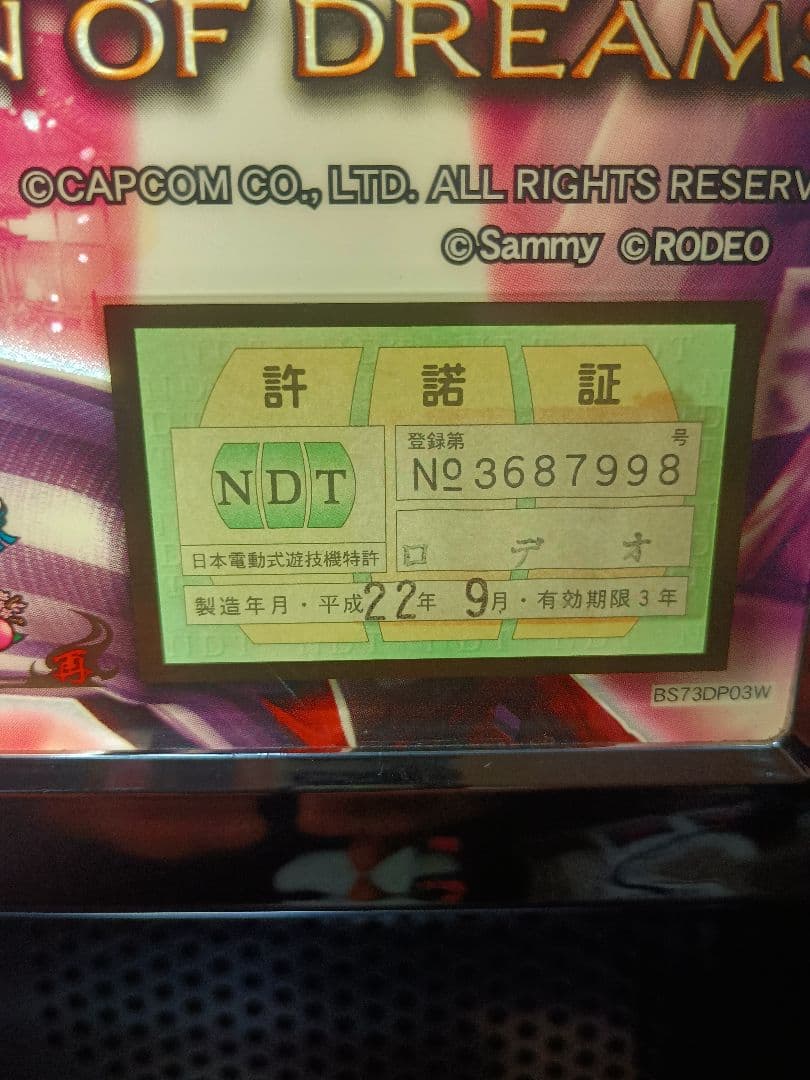 N OF DREAMS
©CAPCOM CO., LTD. ALL RIGHTS RESERV
©Sammy ©RODEO
許 諾 証
登録第 号
NDT
№3687998
ロデオ
日本電動式遊技機特許
製造年月・平成22年 9月・有効期限3年
再
BS73DP03W